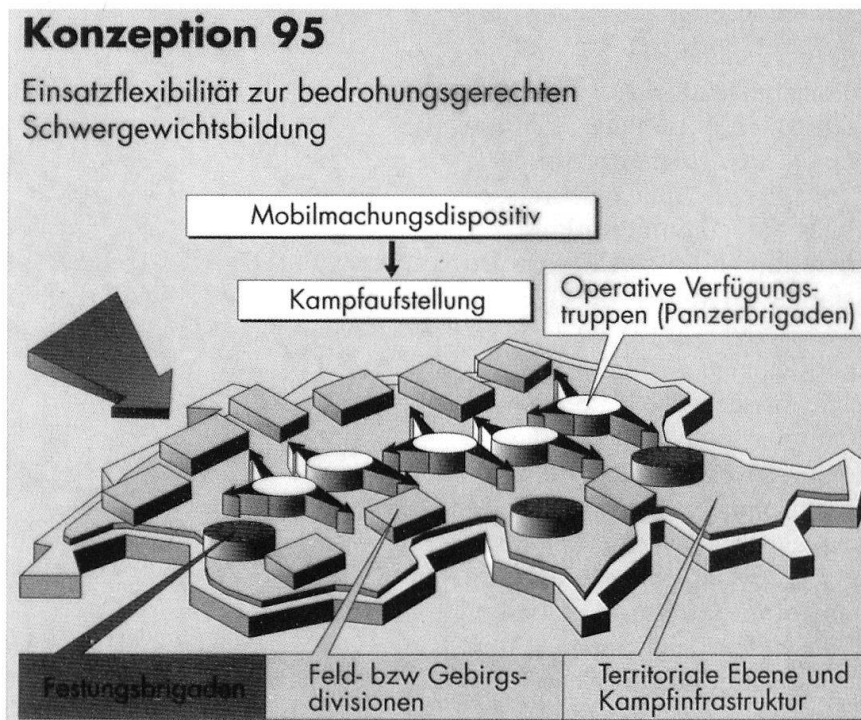 Konzeption 95
Einsatzflexibilität zur bedrohungsgerechten
Schwergewichtsbildung
Mobilmachungsdispositiv
Kampfaufstellung
Operative Verfügungs-
truppen (Panzerbrigaden)
Festungsbrigaden
Feld- bzw Gebirgs-
divisionen
Territoriale Ebene und
Kampfinfrastruktur